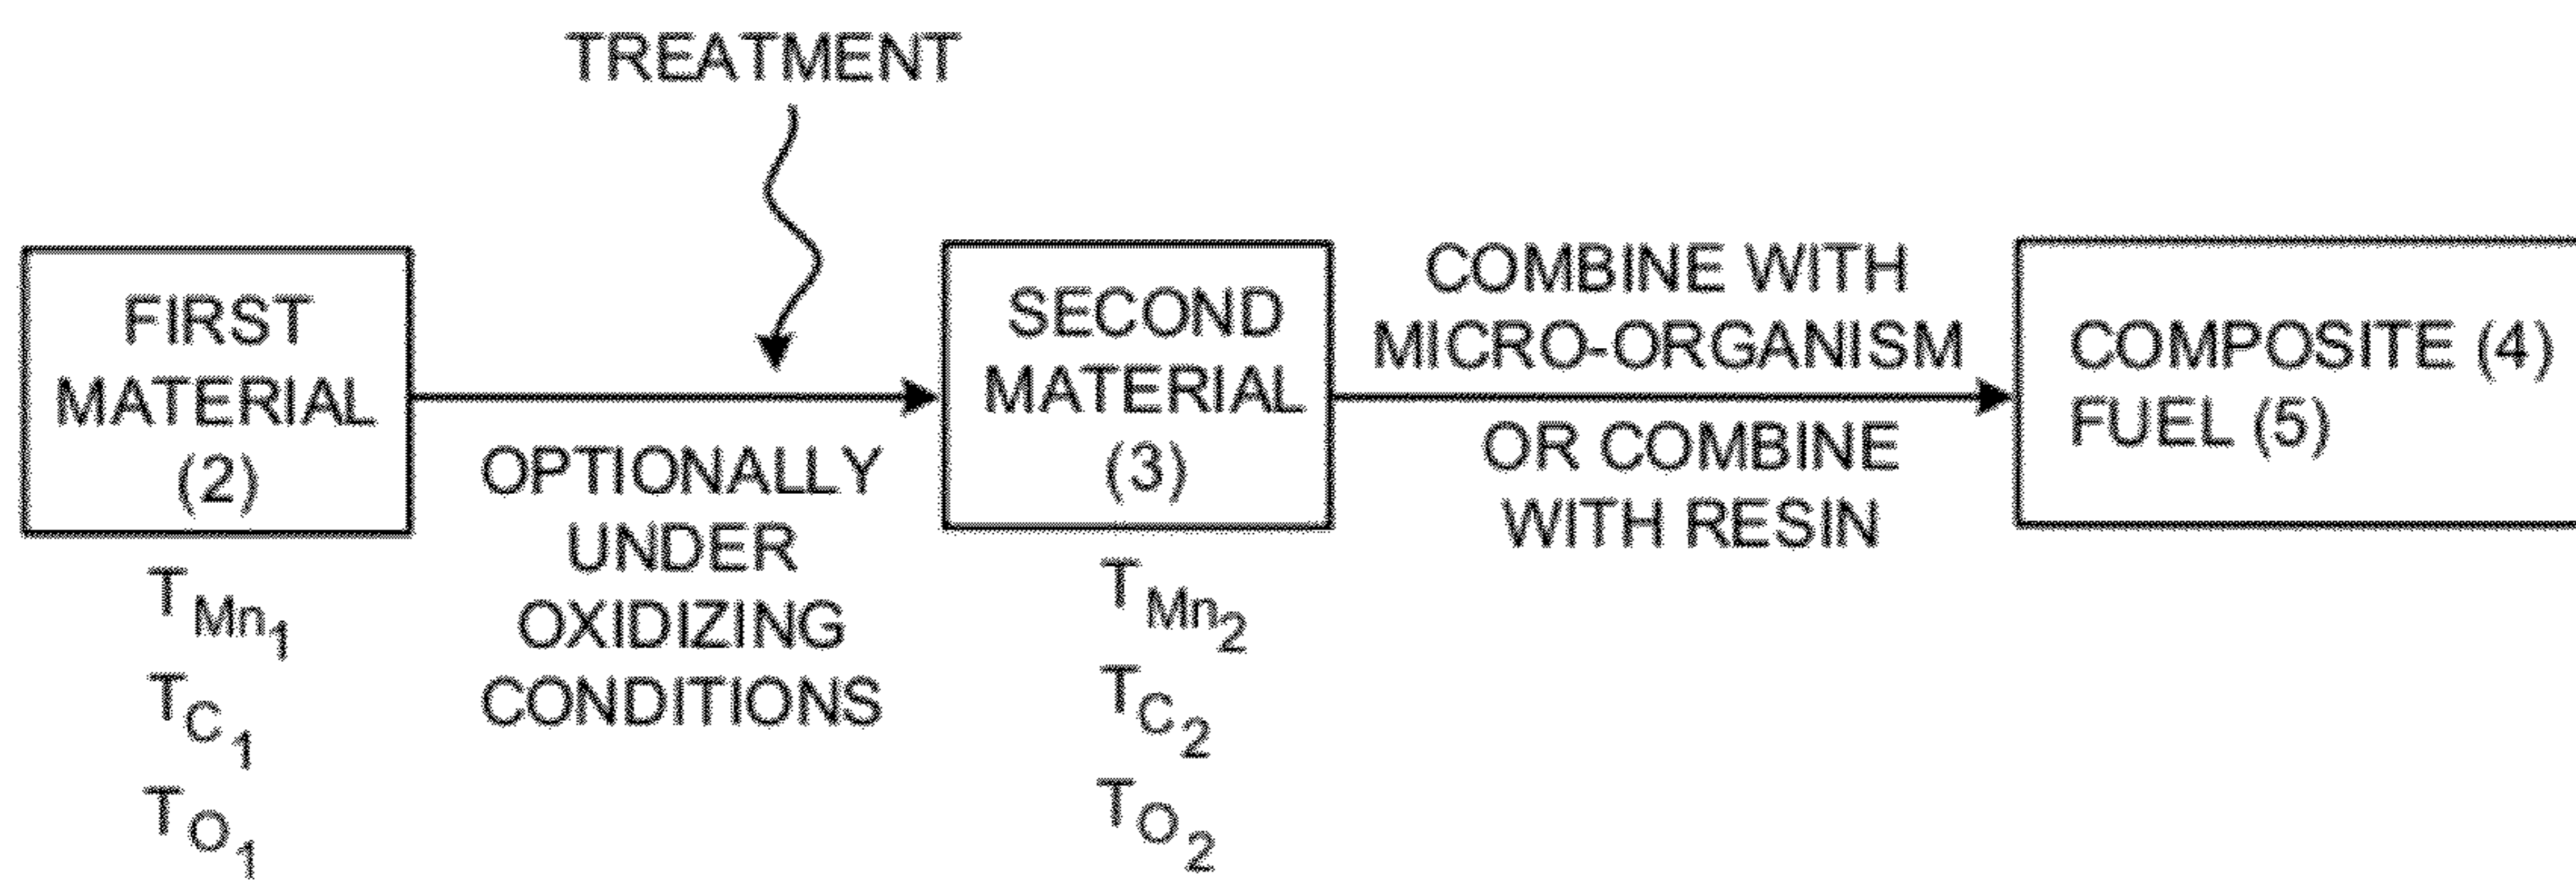 TREATMENT
FIRST
MATERIAL
(2)
T Mn1
T C1
T O1
OPTIONALLY
UNDER
OXIDIZING
CONDITIONS
SECOND
MATERIAL
(3)
T Mn2
T C2
T O2
COMBINE WITH
MICRO-ORGANISM
OR COMBINE
WITH RESIN
COMPOSITE (4)
FUEL (5)